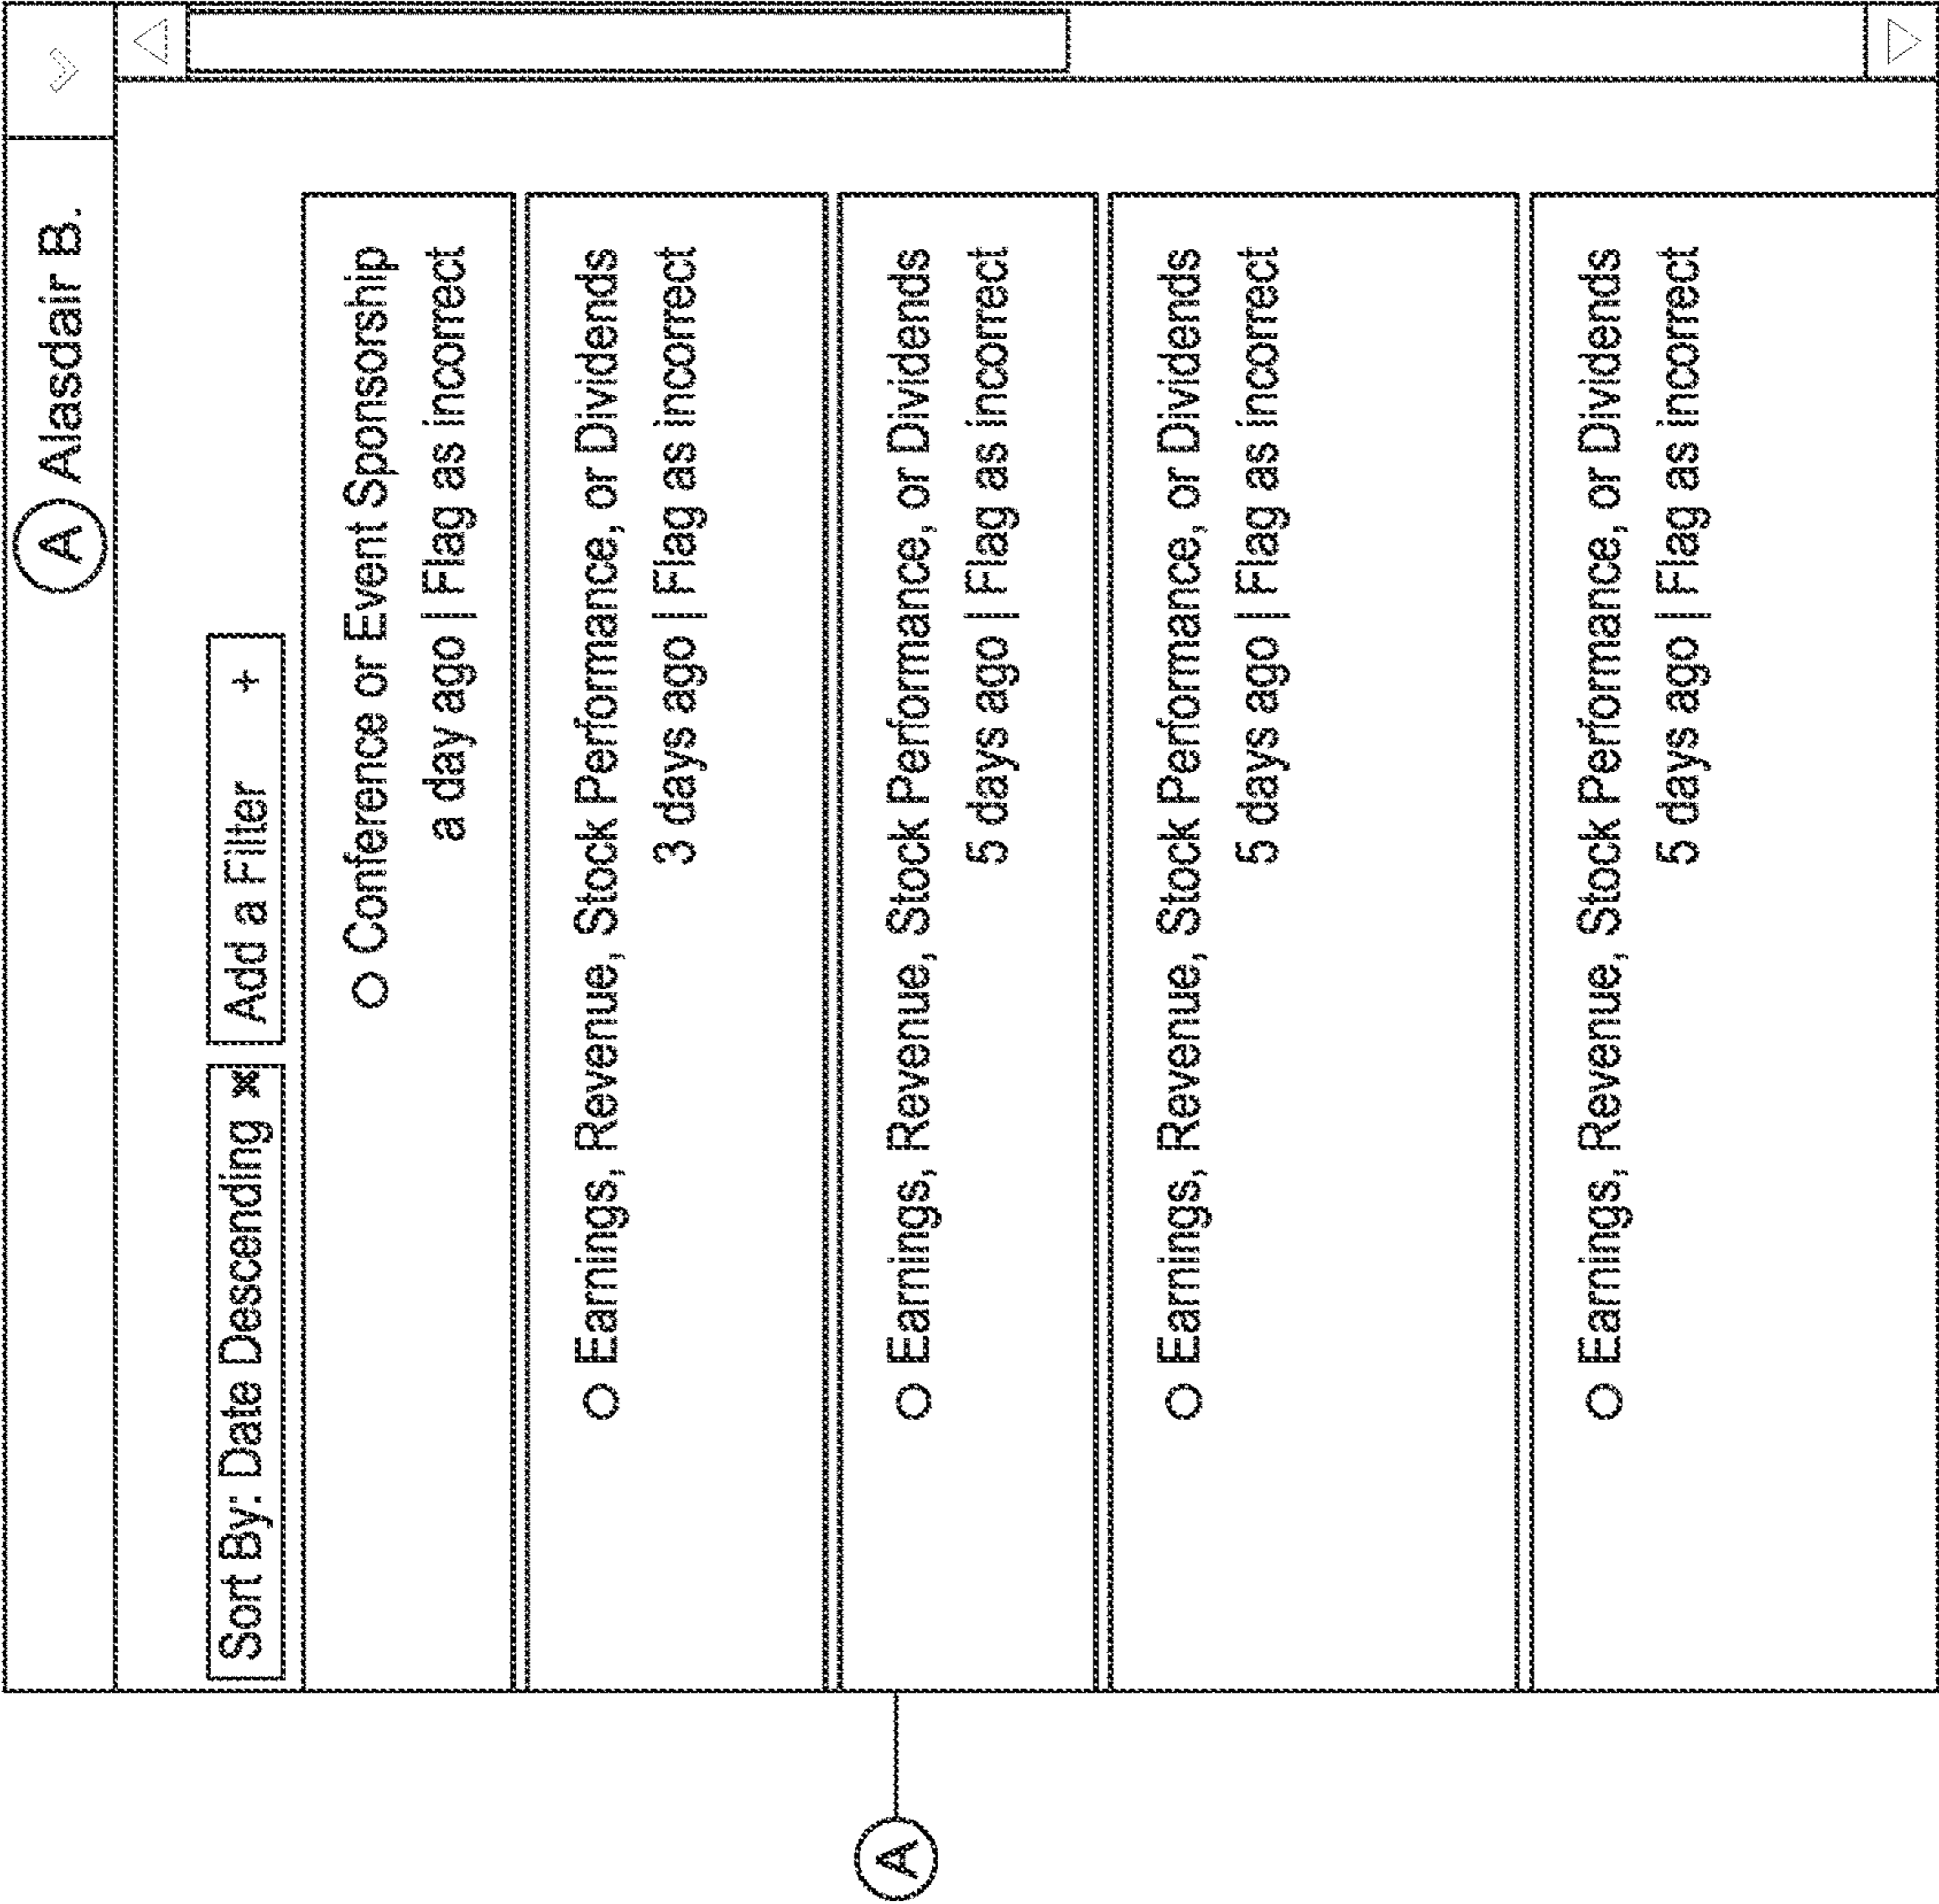 A Alasdair B.
Sort By: Date Descending × Add a Filter +
Conference or Event Sponsorship
a day ago | Flag as incorrect
Earnings, Revenue, Stock Performance, or Dividends
3 days ago | Flag as incorrect
Earnings, Revenue, Stock Performance, or Dividends
5 days ago | Flag as incorrect
Earnings, Revenue, Stock Performance, or Dividends
5 days ago | Flag as incorrect
Earnings, Revenue, Stock Performance, or Dividends
5 days ago | Flag as incorrect
A